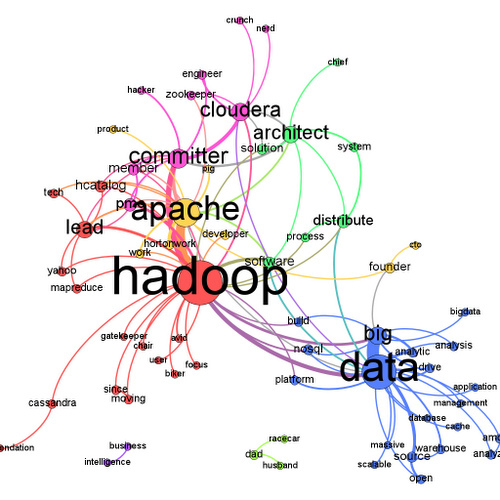 crunch
nerd
chief
engineer
hacker
zookeeper
cloudera
product
architect
solution
system
committer
member
pig
hcatalog
tech
pmc
apache
lead
distribute
developer
process
hortonwork
work
cto
software
founder
yahoo
hadoop
mapreduce
build
bigdata
gatekeeper
avid
big
chair
nosql
analytic
analysis
user
focus
drive
biker
data
platform
since
application
moving
cassandra
management
database
cache
racecar
business
massive
warehouse
endation
dad
source
intelligence
husband
scalable
open